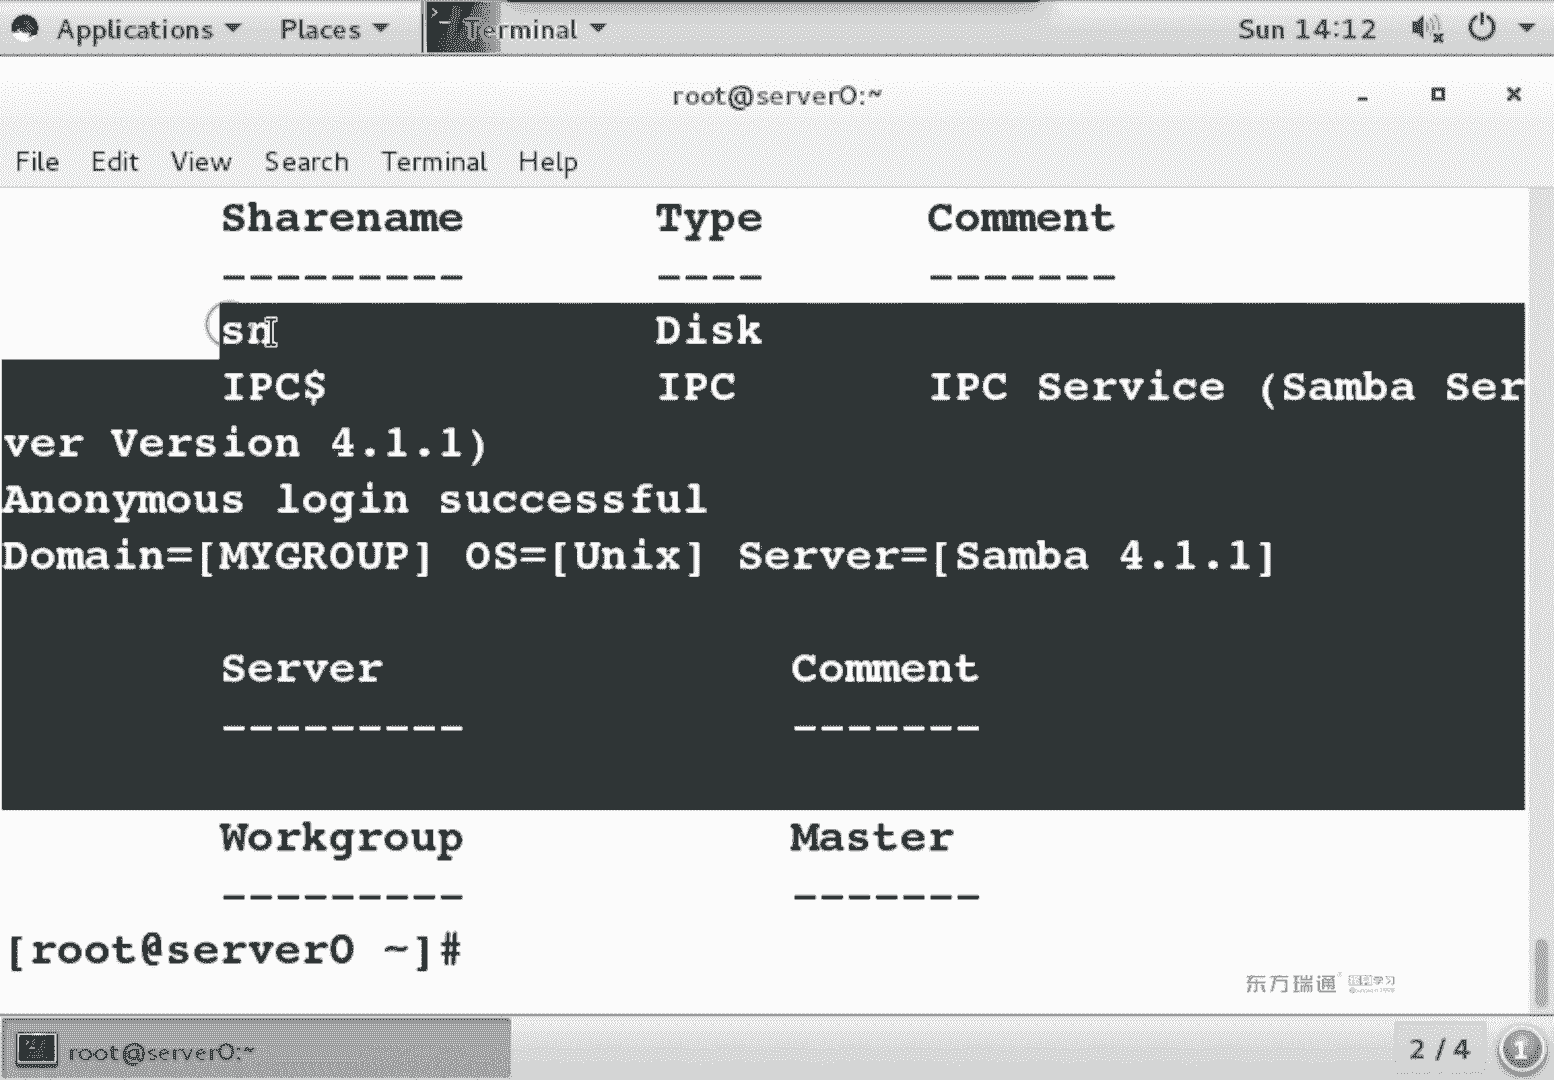 Applications Places Terminal Sun 14:12
root@server0:~
File Edit View Search Terminal Help
Sharename Type Comment
--------- ---- -------
sn Disk
IPC$ IPC IPC Service (Samba Ser
ver Version 4.1.1)
Anonymous login successful
Domain=[MYGROUP] OS=[Unix] Server=[Samba 4.1.1]
Server Comment
--------- -------
Workgroup Master
--------- -------
[root@server0 ~]#
东方瑞通
root@server0:~ 2 / 4 1